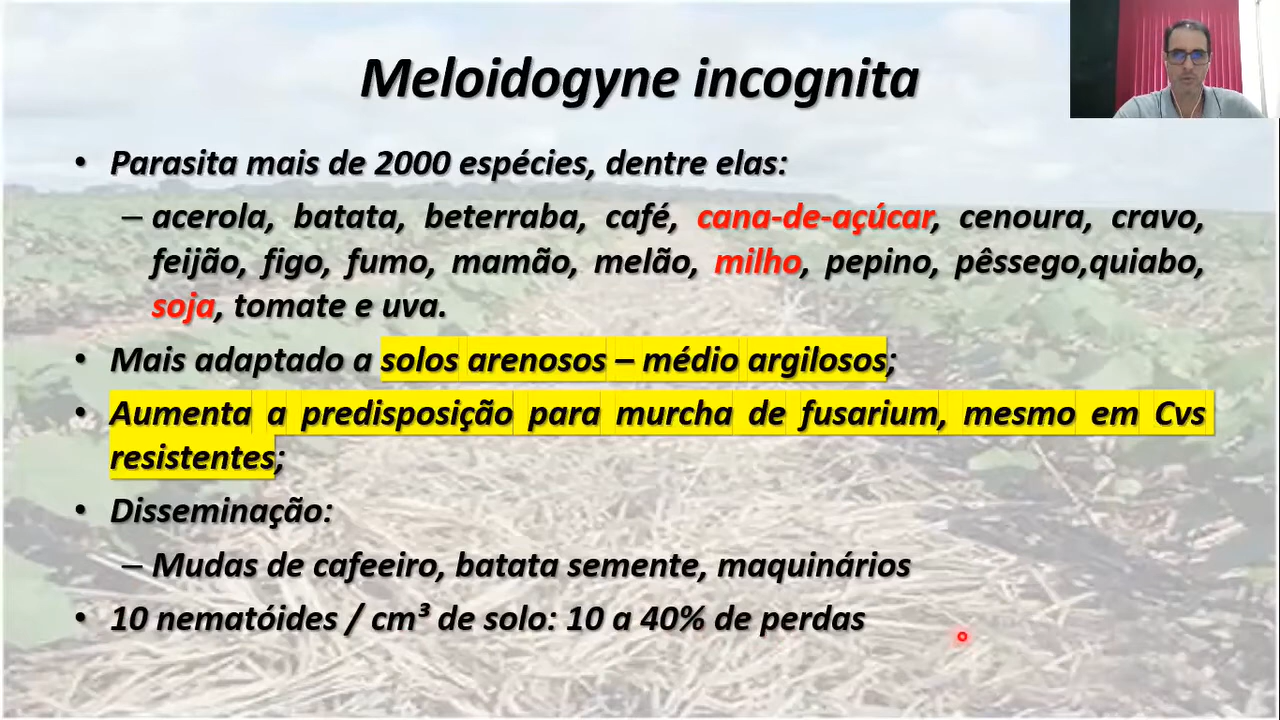 Meloidogyne incognita
• Parasita mais de 2000 espécies, dentre elas:
– acerola, batata, beterraba, café, cana-de-açúcar, cenoura, cravo,
feijão, figo, fumo, mamão, melão, milho, pepino, pêssego,quiabo,
soja, tomate e uva.
• Mais adaptado a solos arenosos – médio argilosos;
• Aumenta a predisposição para murcha de fusarium, mesmo em Cvs
resistentes;
• Disseminação:
– Mudas de cafeeiro, batata semente, maquinários
• 10 nematóides / cm³ de solo: 10 a 40% de perdas